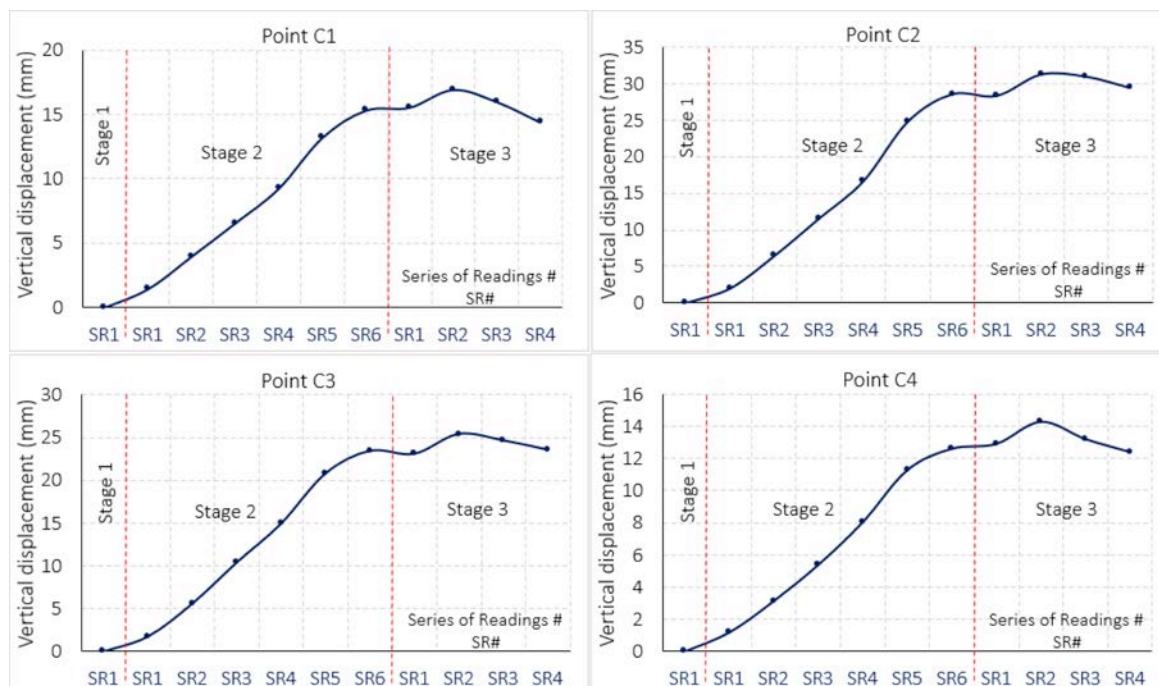 Point C1
Vertical displacement (mm)
20
15
10
5
0
Stage 1
Stage 2
Stage 3
Series of Readings #
SR#
SR1 SR1 SR2 SR3 SR4 SR5 SR6 SR1 SR2 SR3 SR4
Point C2
Vertical displacement (mm)
35
30
25
20
15
10
5
0
Stage 1
Stage 2
Stage 3
Series of Readings #
SR#
SR1 SR1 SR2 SR3 SR4 SR5 SR6 SR1 SR2 SR3 SR4
Point C3
Vertical displacement (mm)
30
25
20
15
10
5
0
Stage 1
Stage 2
Stage 3
Series of Readings #
SR#
SR1 SR1 SR2 SR3 SR4 SR5 SR6 SR1 SR2 SR3 SR4
Point C4
Vertical displacement (mm)
16
14
12
10
8
6
4
2
0
Stage 1
Stage 2
Stage 3
Series of Readings #
SR#
SR1 SR1 SR2 SR3 SR4 SR5 SR6 SR1 SR2 SR3 SR4